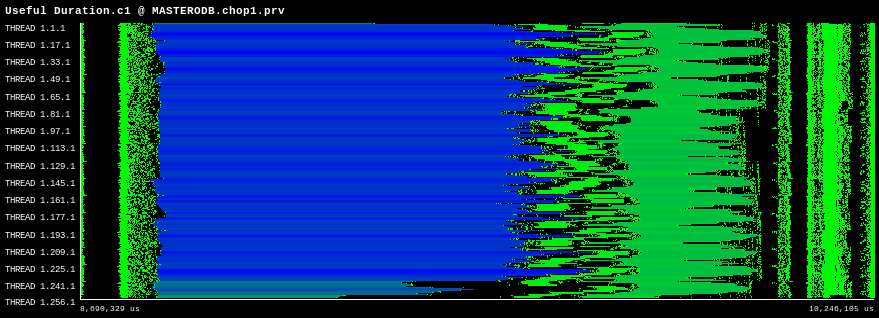 Useful Duration.c1 @ MASTERODB.chop1.prv
THREAD 1.1.1
THREAD 1.17.1
THREAD 1.33.1
THREAD 1.49.1
THREAD 1.65.1
THREAD 1.81.1
THREAD 1.97.1
THREAD 1.113.1
THREAD 1.129.1
THREAD 1.145.1
THREAD 1.161.1
THREAD 1.177.1
THREAD 1.193.1
THREAD 1.209.1
THREAD 1.225.1
THREAD 1.241.1
THREAD 1.256.1
8,690,329 us
10,246,105 us